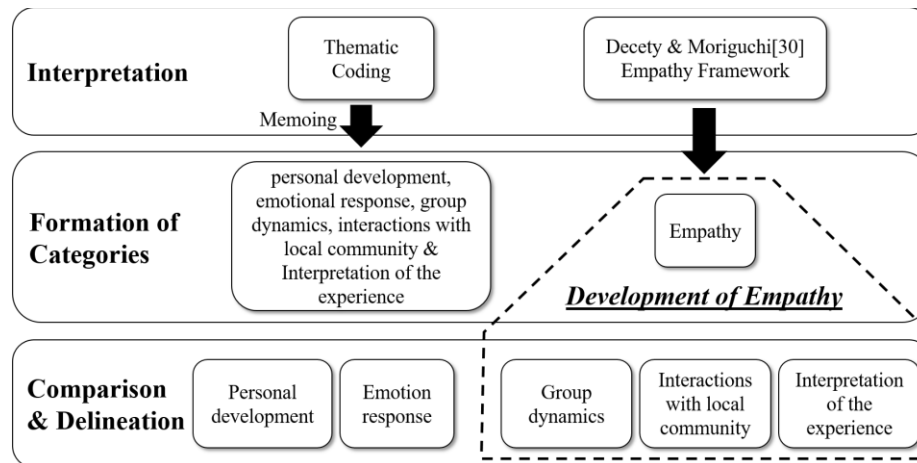 Interpretation
Thematic
Coding
Decety & Moriguchi[30]
Empathy Framework
Memoing
Formation of
Categories
personal development,
emotional response, group
dynamics, interactions with
local community &
Interpretation of the
experience
Empathy
Development of Empathy
Comparison
& Delineation
Personal
development
Emotion
response
Group
dynamics
Interactions
with local
community
Interpretation
of the
experience